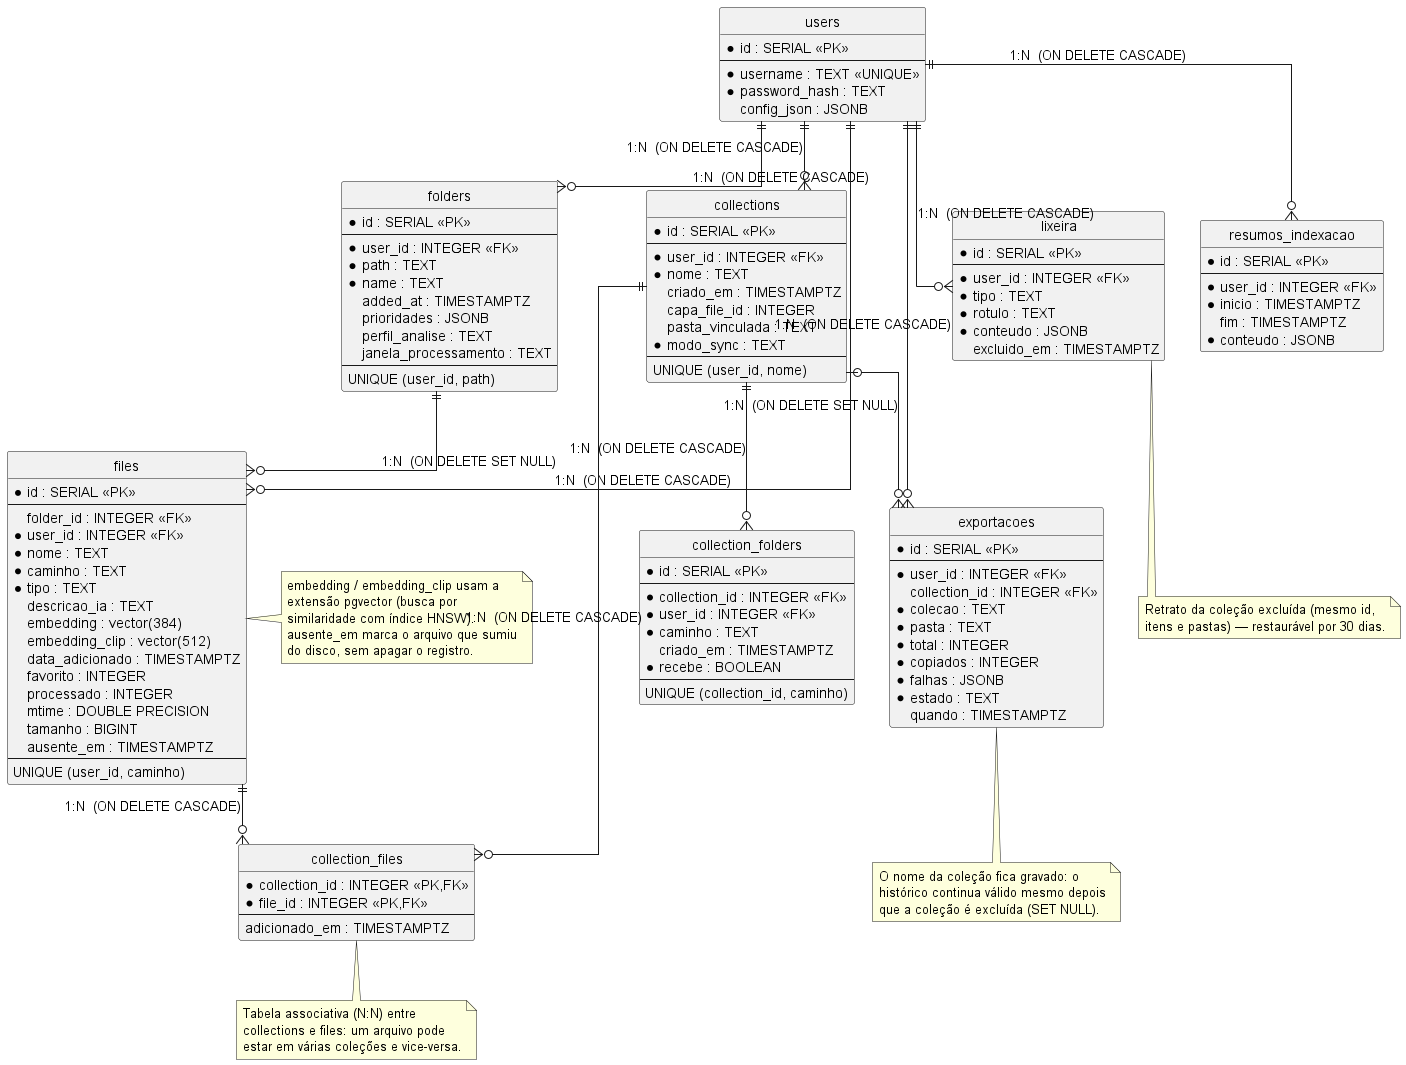 users
id : SERIAL «PK»
username : TEXT «UNIQUE»
password_hash : TEXT
config_json : JSONB
1:N  (ON DELETE CASCADE)
1:N  (ON DELETE CASCADE)
1:N  (ON DELETE CASCADE)
folders
id : SERIAL «PK»
user_id : INTEGER «FK»
path : TEXT
name : TEXT
added_at : TIMESTAMPTZ
prioridades : JSONB
perfil_analise : TEXT
janela_processamento : TEXT
UNIQUE (user_id, path)
collections
id : SERIAL «PK»
user_id : INTEGER «FK»
nome : TEXT
criado_em : TIMESTAMPTZ
capa_file_id : INTEGER
pasta_vinculada : TEXT
modo_sync : TEXT
UNIQUE (user_id, nome)
1:N  (ON DELETE CASCADE)
lixeira
id : SERIAL «PK»
user_id : INTEGER «FK»
tipo : TEXT
rotulo : TEXT
conteudo : JSONB
excluido_em : TIMESTAMPTZ
resumos_indexacao
id : SERIAL «PK»
user_id : INTEGER «FK»
inicio : TIMESTAMPTZ
fim : TIMESTAMPTZ
conteudo : JSONB
1:N  (ON DELETE CASCADE)
1:N  (ON DELETE SET NULL)
1:N  (ON DELETE CASCADE)
1:N  (ON DELETE SET NULL)
1:N  (ON DELETE CASCADE)
files
id : SERIAL «PK»
folder_id : INTEGER «FK»
user_id : INTEGER «FK»
nome : TEXT
caminho : TEXT
tipo : TEXT
descricao_ia : TEXT
embedding : vector(384)
embedding_clip : vector(512)
data_adicionado : TIMESTAMPTZ
favorito : INTEGER
processado : INTEGER
mtime : DOUBLE PRECISION
tamanho : BIGINT
ausente_em : TIMESTAMPTZ
UNIQUE (user_id, caminho)
embedding / embedding_clip usam a
extensão pgvector (busca por
similaridade com índice HNSW).
ausente_em marca o arquivo que sumiu
do disco, sem apagar o registro.
1:N  (ON DELETE CASCADE)
collection_folders
id : SERIAL «PK»
collection_id : INTEGER «FK»
user_id : INTEGER «FK»
caminho : TEXT
criado_em : TIMESTAMPTZ
recebe : BOOLEAN
UNIQUE (collection_id, caminho)
exportacoes
id : SERIAL «PK»
user_id : INTEGER «FK»
collection_id : INTEGER «FK»
colecao : TEXT
pasta : TEXT
total : INTEGER
copiados : INTEGER
falhas : JSONB
estado : TEXT
quando : TIMESTAMPTZ
Retrato da coleção excluída (mesmo id,
itens e pastas) — restaurável por 30 dias.
1:N  (ON DELETE CASCADE)
collection_files
collection_id : INTEGER «PK,FK»
file_id : INTEGER «PK,FK»
adicionado_em : TIMESTAMPTZ
O nome da coleção fica gravado: o
histórico continua válido mesmo depois
que a coleção é excluída (SET NULL).
Tabela associativa (N:N) entre
collections e files: um arquivo pode
estar em várias coleções e vice-versa.